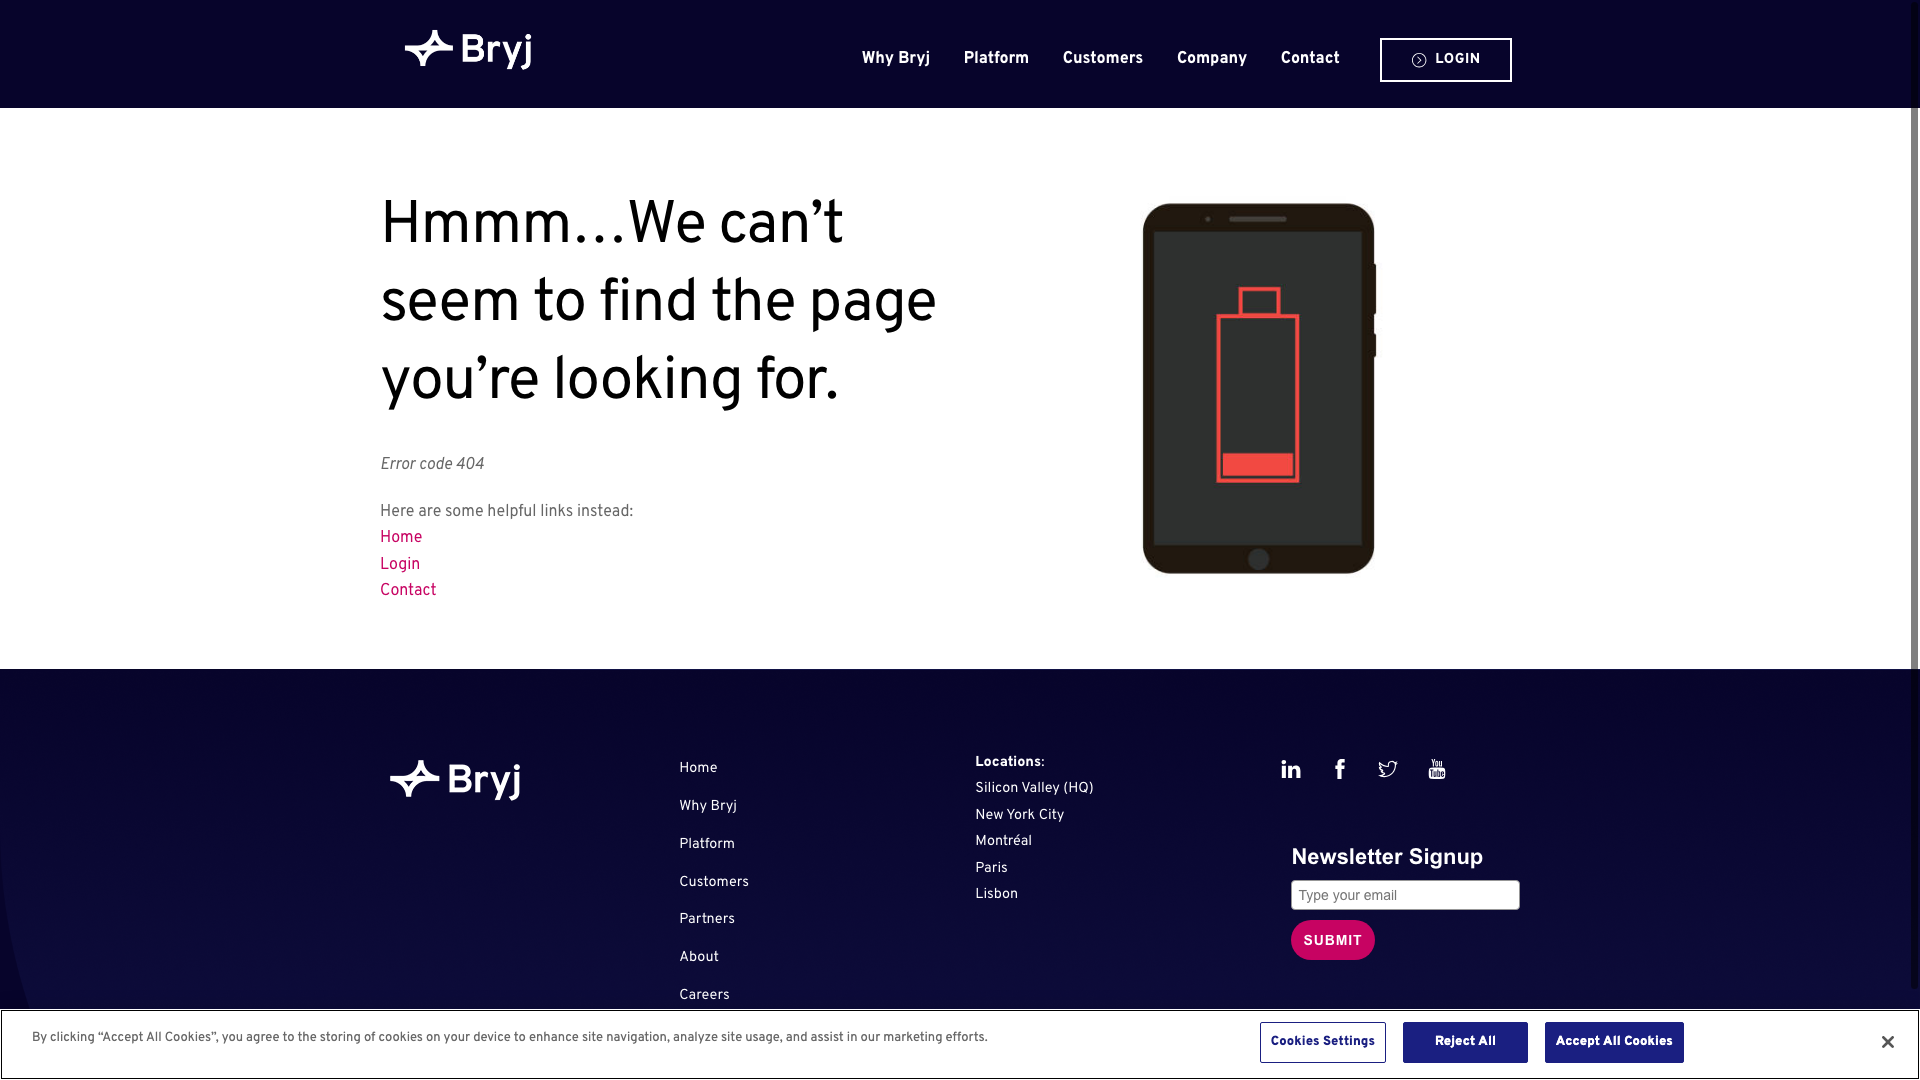 Bryj
Why Bryj
Platform
Customers
Company
Contact
LOGIN
Hmmm…We can’t
seem to find the page
you’re looking for.
Error code 404
Here are some helpful links instead:
Home
Login
Contact
Bryj
Home
Why Bryj
Platform
Customers
Partners
About
Careers
Locations:
Silicon Valley (HQ)
New York City
Montréal
Paris
Lisbon
in
f
You
Tube
Newsletter Signup
Type your email
SUBMIT
By clicking “Accept All Cookies”, you agree to the storing of cookies on your device to enhance site navigation, analyze site usage, and assist in our marketing efforts.
Cookies Settings
Reject All
Accept All Cookies